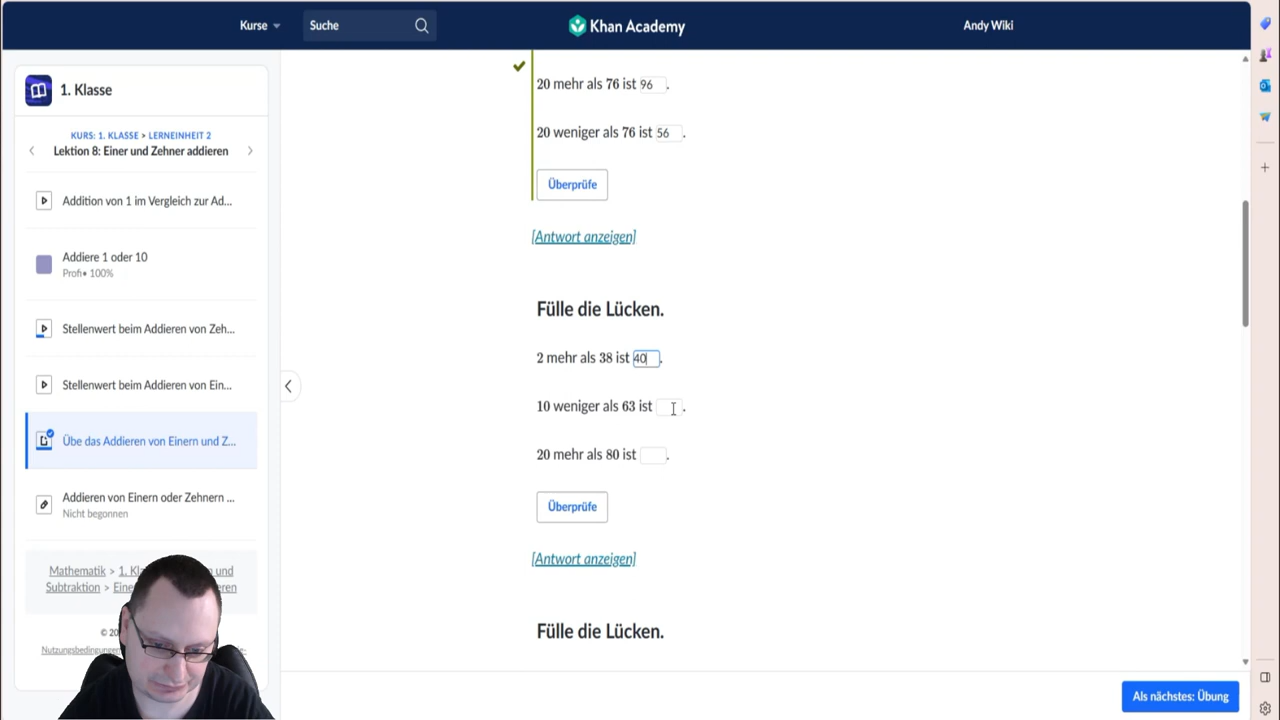 Kurse
Suche
Khan Academy
Andy Wiki
1. Klasse
KURS: 1. KLASSE > LERNEINHEIT 2
Lektion 8: Einer und Zehner addieren
Addition von 1 im Vergleich zur Ad...
Addiere 1 oder 10
Profi• 100%
Stellenwert beim Addieren von Zeh...
Stellenwert beim Addieren von Ein...
Übe das Addieren von Einern und Z...
Addieren von Einern oder Zehnern ...
Nicht begonnen
Mathematik > 1. und
Subtraktion >
© 20
20 mehr als 76 ist 96.
20 weniger als 76 ist 56.
Überprüfe
[Antwort anzeigen]
Fülle die Lücken.
2 mehr als 38 ist 40.
10 weniger als 63 ist .
20 mehr als 80 ist .
Überprüfe
[Antwort anzeigen]
Fülle die Lücken.
Als nächstes: Übung